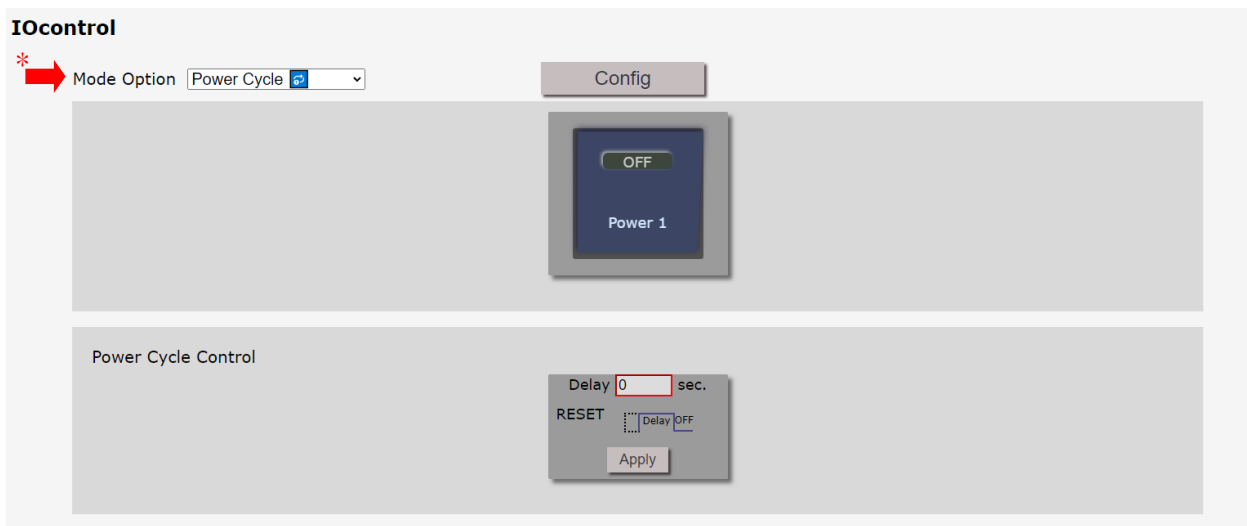 IOcontrol
*
Mode Option Power Cycle Config
OFF
Power 1
Power Cycle Control
Delay 0 sec.
RESET Delay OFF
Apply